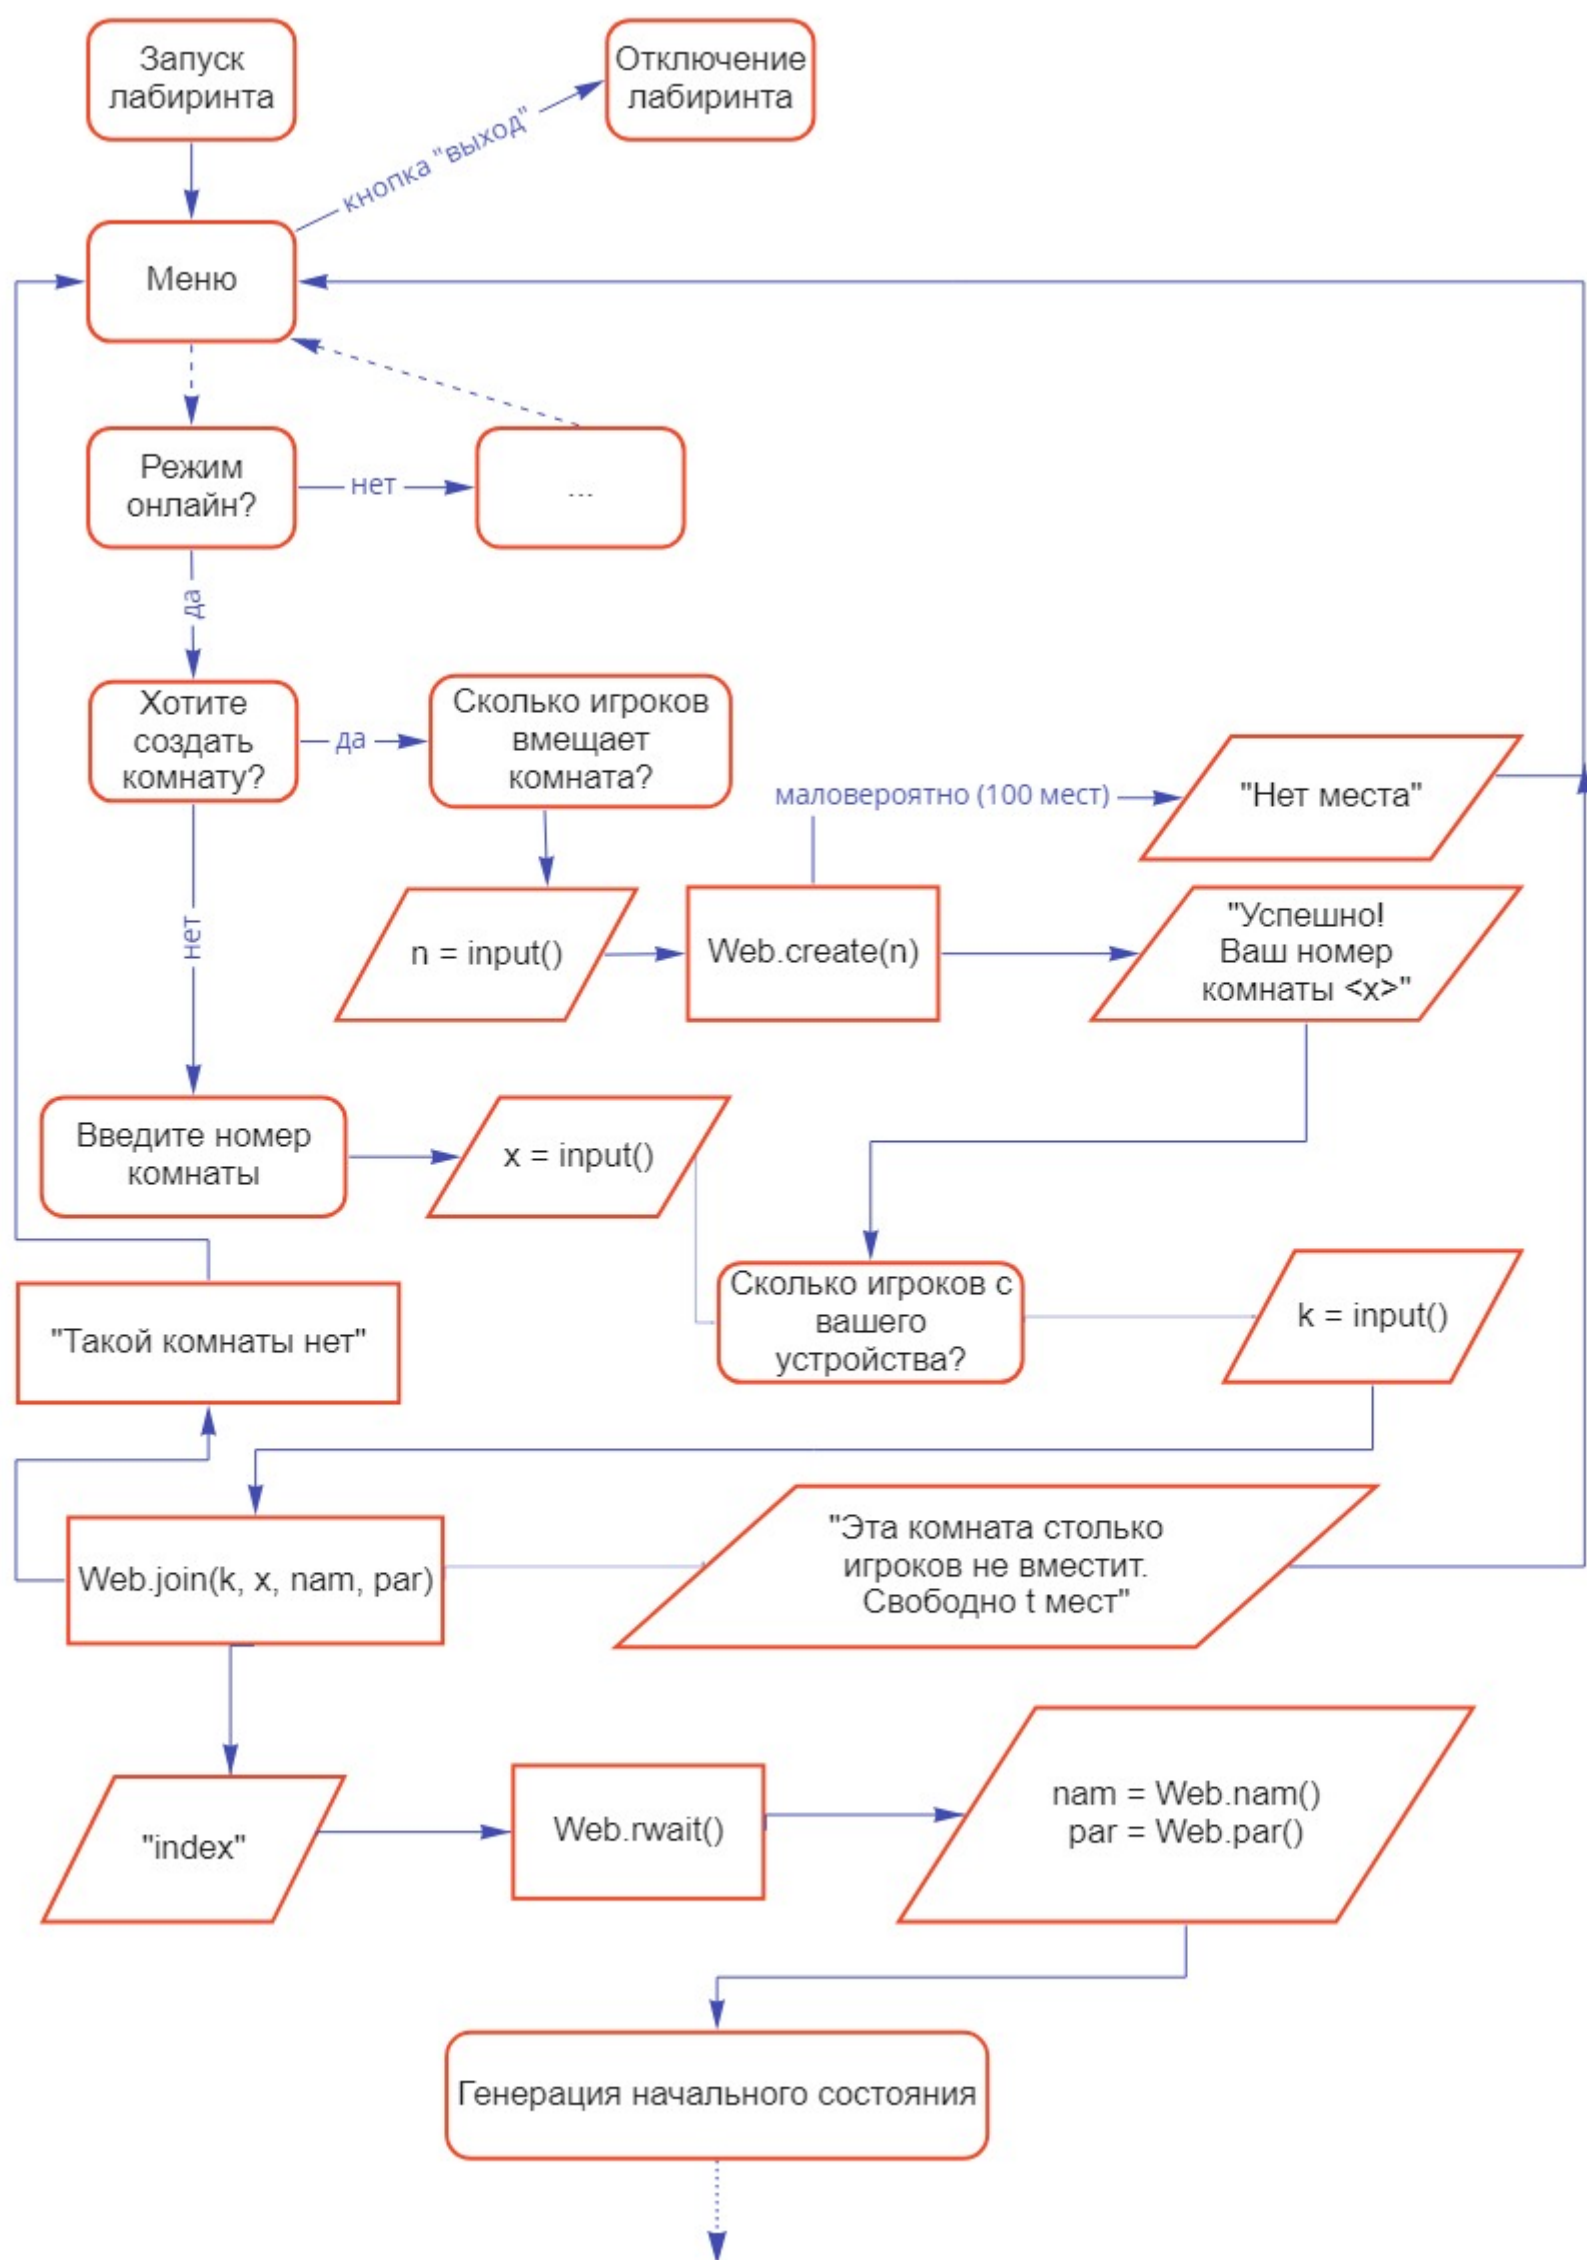 Запуск
лабиринта
Отключение
лабиринта
кнопка "выход"
Меню
Режим
онлайн?
нет
...
да
Хотите
создать
комнату?
да
Сколько игроков
вмещает
комната?
маловероятно (100 мест)
"Нет места"
нет
n = input()
Web.create(n)
"Успешно!
Ваш номер
комнаты <x>"
Введите номер
комнаты
x = input()
Сколько игроков с
вашего
устройства?
k = input()
"Такой комнаты нет"
Web.join(k, x, nam, par)
"Эта комната столько
игроков не вместит.
Свободно t мест"
"index"
Web.rwait()
nam = Web.nam()
par = Web.par()
Генерация начального состояния